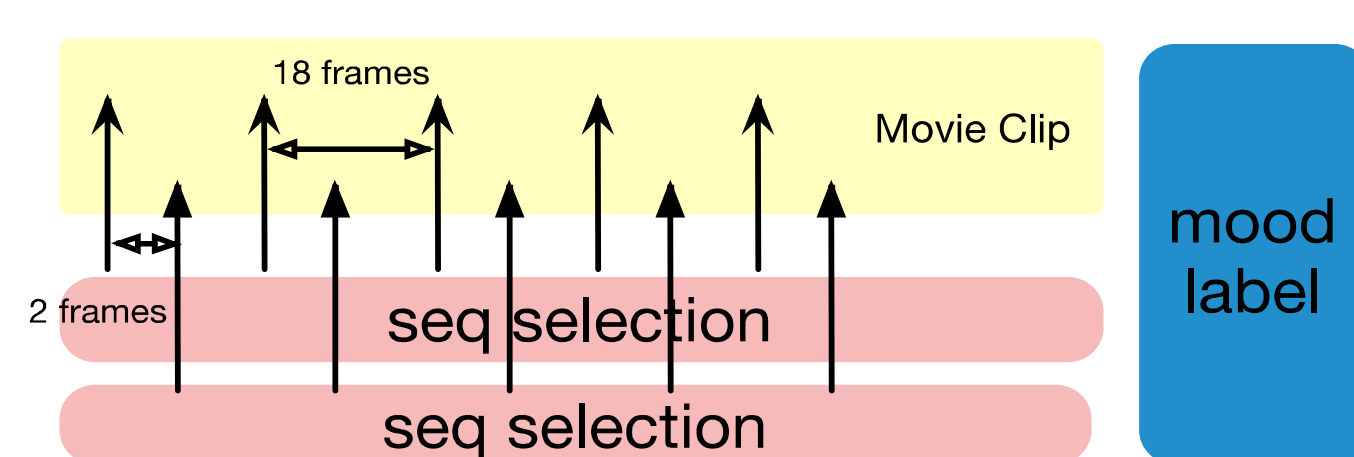 18 frames
Movie Clip
mood
label
2 frames
seq selection
seq selection